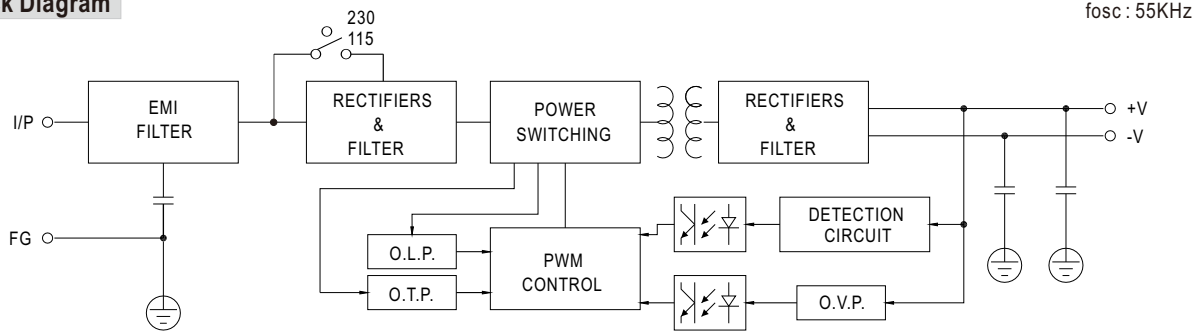 k Diagram
fosc : 55KHz
230
115
I/P
EMI
FILTER
RECTIFIERS
&
FILTER
POWER
SWITCHING
RECTIFIERS
&
FILTER
+V
-V
FG
O.L.P.
O.T.P.
PWM
CONTROL
DETECTION
CIRCUIT
O.V.P.